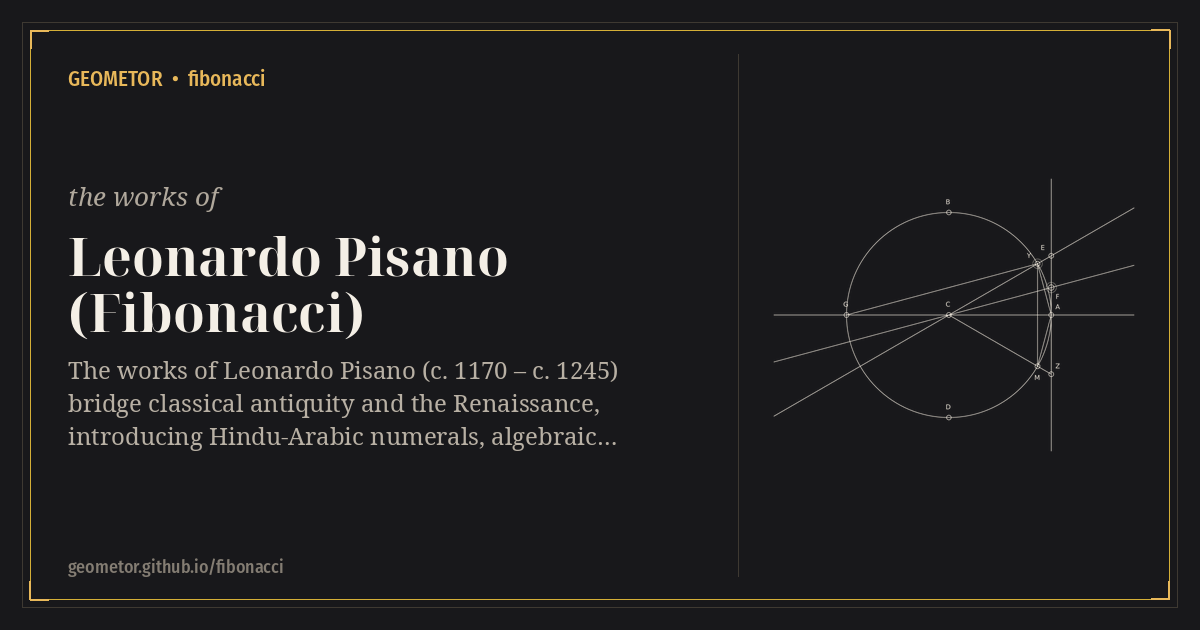 GEOMETOR • fibonacci
the works of
Leonardo Pisano
(Fibonacci)
The works of Leonardo Pisano (c. 1170 – c. 1245)
bridge classical antiquity and the Renaissance,
introducing Hindu-Arabic numerals, algebraic...
geometor.github.io/fibonacci
B
E
Y
G
C
F
A
Z
M
D